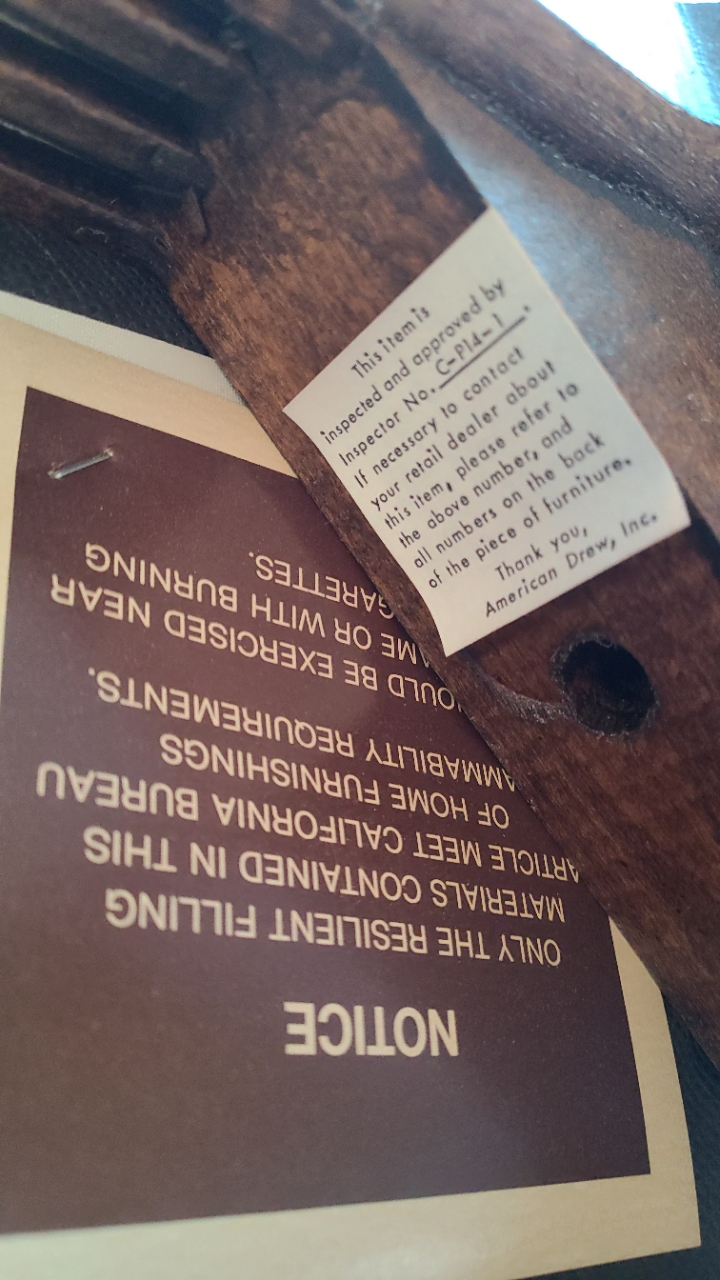 This item is
inspected and approved by
Inspector No. C-P14-1.
If necessary to contact
your retail dealer about
this item, please refer to
the above number, and
all numbers on the back
of the piece of furniture.
Thank you,
American Drew, Inc.
NOTICE
ONLY THE RESILIENT FILLING
MATERIALS CONTAINED IN THIS
ARTICLE MEET CALIFORNIA BUREAU
OF HOME FURNISHINGS
AMMABILITY REQUIREMENTS.
OULD BE EXERCISED NEAR
AME OR WITH BURNING
GARETTES.